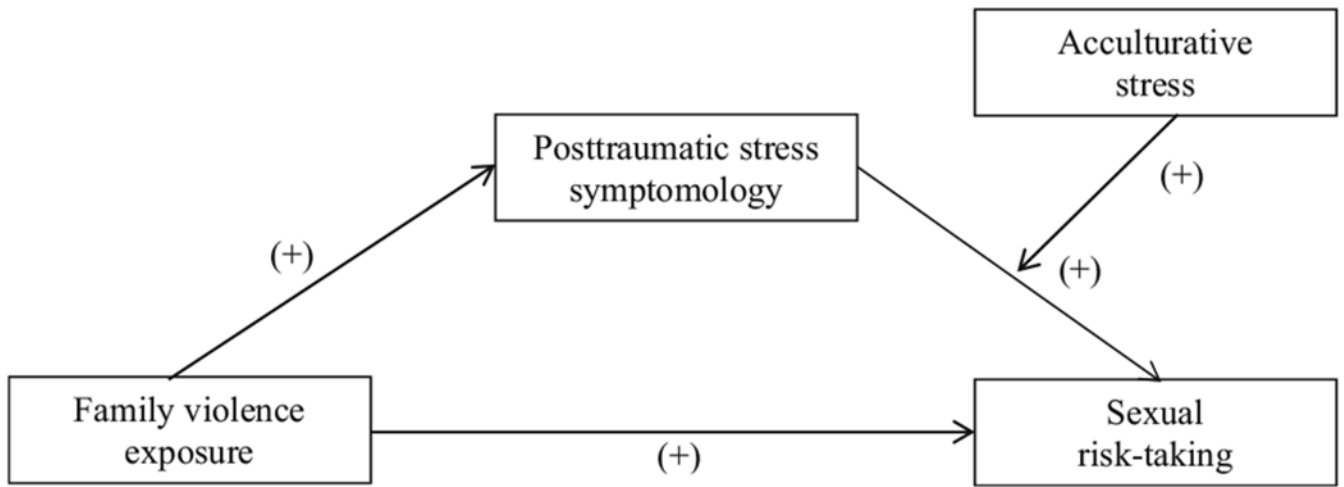 Acculturative
stress
Posttraumatic stress
symptomology
(+)
(+)
(+)
Family violence
exposure
(+)
Sexual
risk-taking